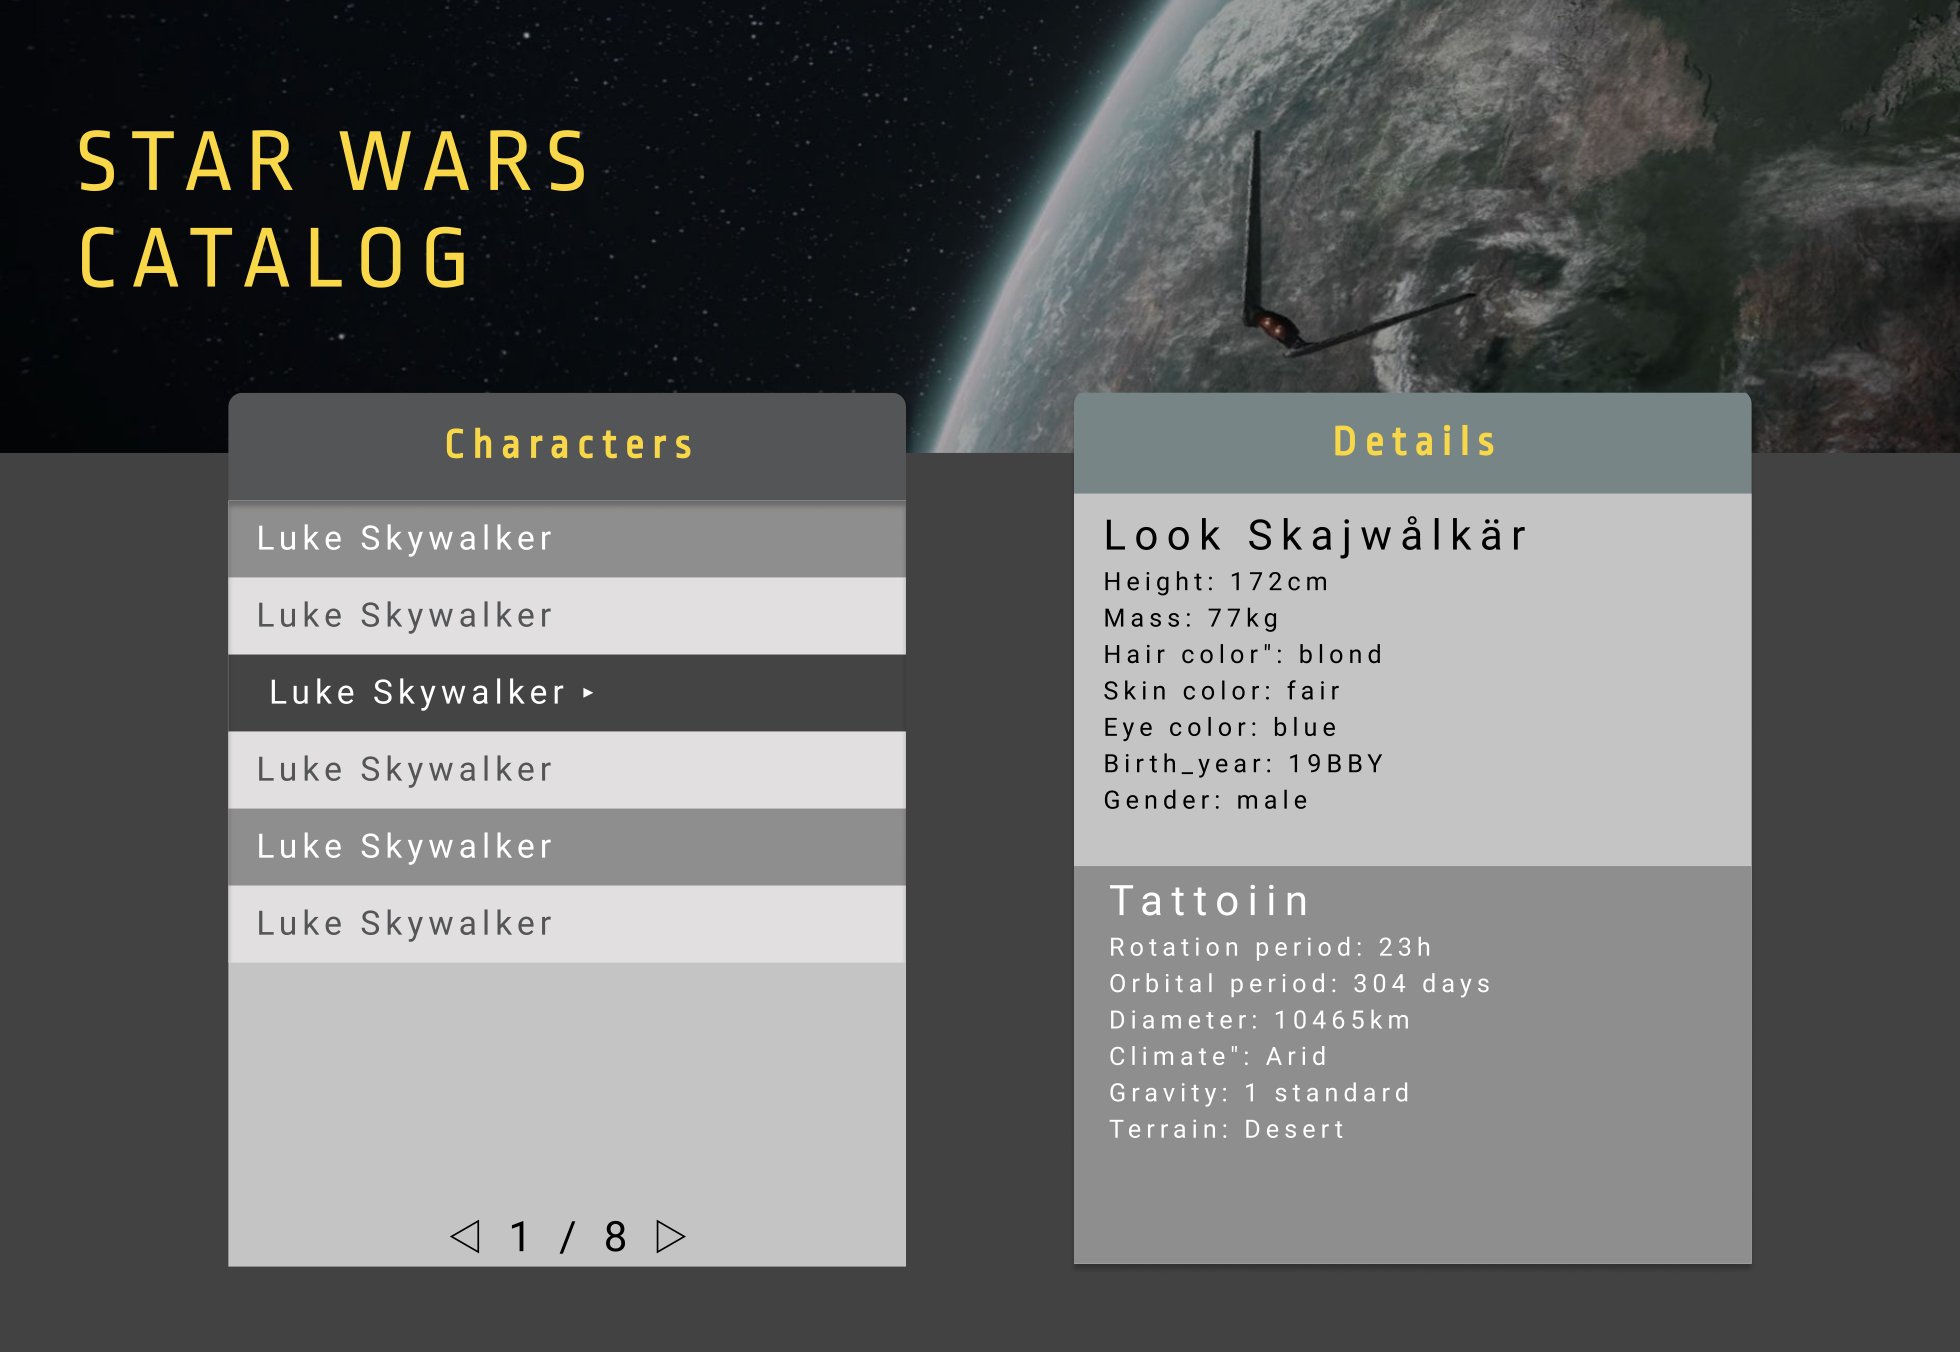 STAR WARS
CATALOG
Characters
Luke Skywalker
Luke Skywalker
Luke Skywalker ▸
Luke Skywalker
Luke Skywalker
Luke Skywalker
◁ 1 / 8 ▷
Details
Look Skajwålkär
Height: 172cm
Mass: 77kg
Hair color": blond
Skin color: fair
Eye color: blue
Birth_year: 19BBY
Gender: male
Tattoiin
Rotation period: 23h
Orbital period: 304 days
Diameter: 10465km
Climate": Arid
Gravity: 1 standard
Terrain: Desert